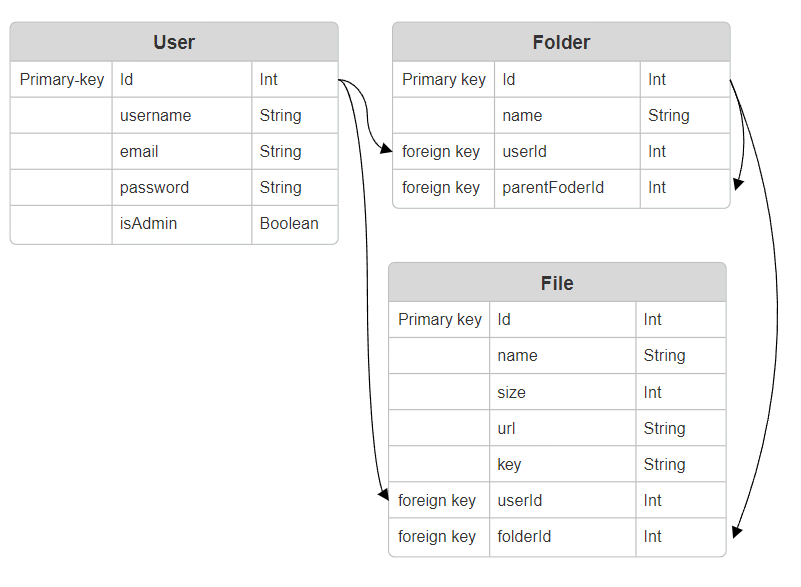 User
Primary-key Id Int
username String
email String
password String
isAdmin Boolean
Folder
Primary key Id Int
name String
foreign key userId Int
foreign key parentFoderId Int
File
Primary key Id Int
name String
size Int
url String
key String
foreign key userId Int
foreign key folderId Int